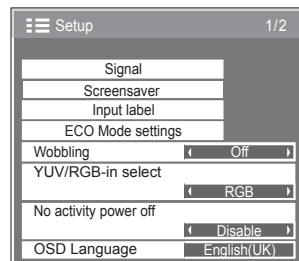 Setup 1/2
Signal
Screensaver
Input label
ECO Mode settings
Wobbling Off
YUV/RGB-in select
RGB
No activity power off
Disable
OSD Language English(UK)